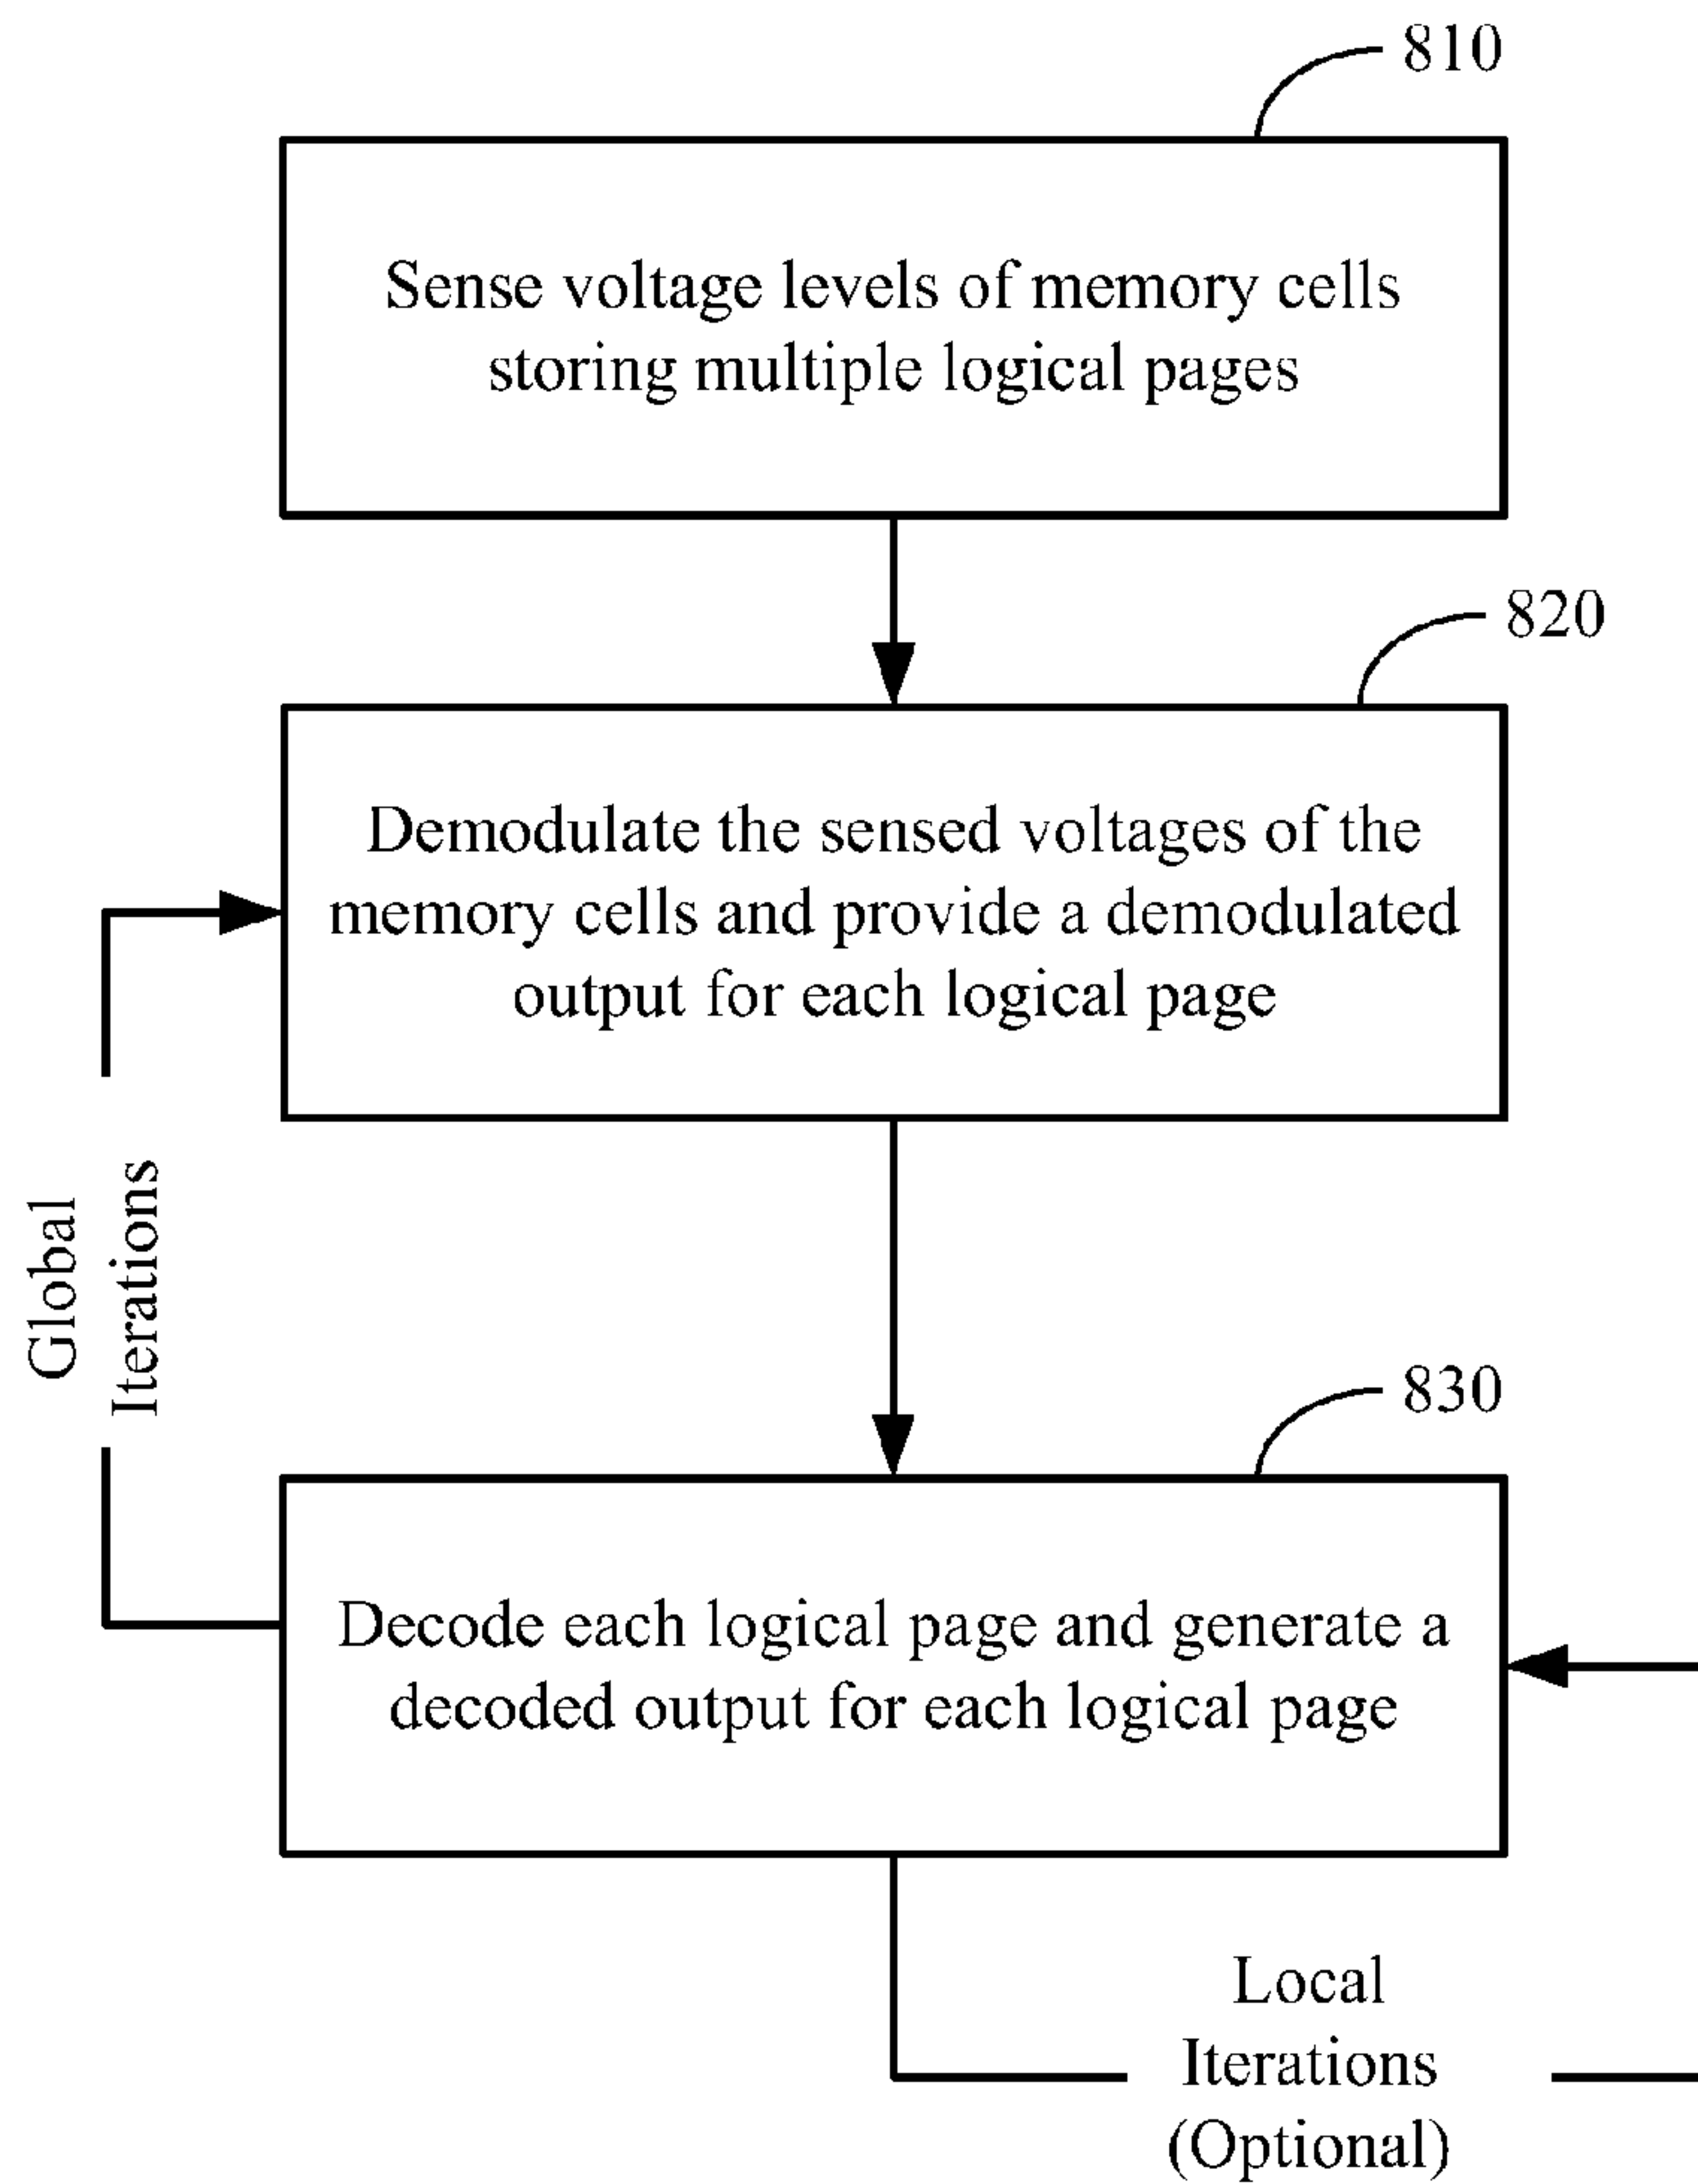 810
Sense voltage levels of memory cells
storing multiple logical pages
820
Demodulate the sensed voltages of the
memory cells and provide a demodulated
output for each logical page
Global
Iterations
830
Decode each logical page and generate a
decoded output for each logical page
Local
Iterations
(Optional)